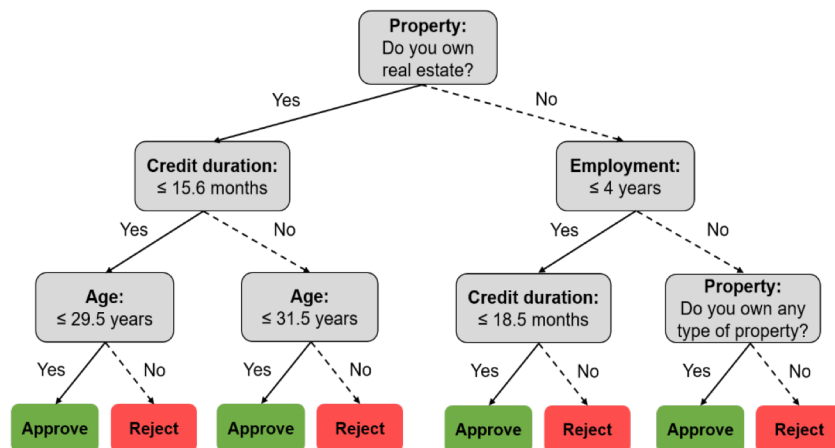 Property:
Do you own
real estate?
Yes
No
Credit duration:
≤ 15.6 months
Employment:
≤ 4 years
Yes
No
Yes
No
Age:
≤ 29.5 years
Age:
≤ 31.5 years
Credit duration:
≤ 18.5 months
Property:
Do you own any
type of property?
Yes
No
Yes
No
Yes
No
Yes
No
Approve
Reject
Approve
Reject
Approve
Reject
Approve
Reject